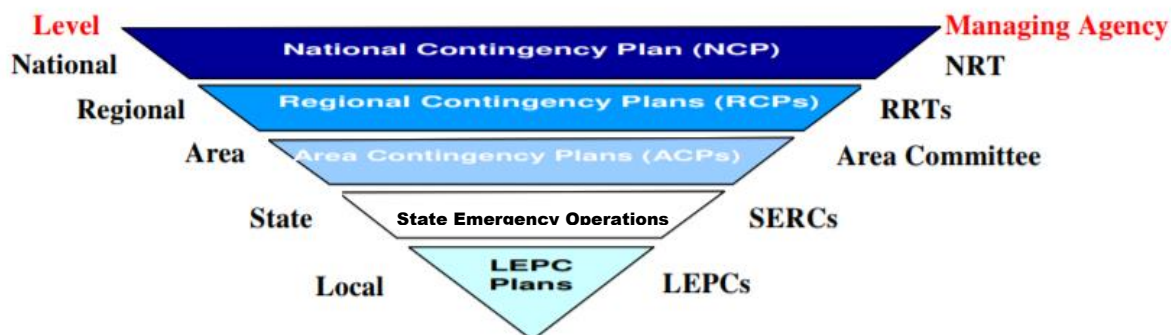 Level Managing Agency
National Contingency Plan (NCP)
National NRT
Regional Contingency Plans (RCPs)
Regional RRTs
Area Contingency Plans (ACPs)
Area Area Committee
State State Emergency Operations SERCs
LEPC
Plans
Local LEPCs